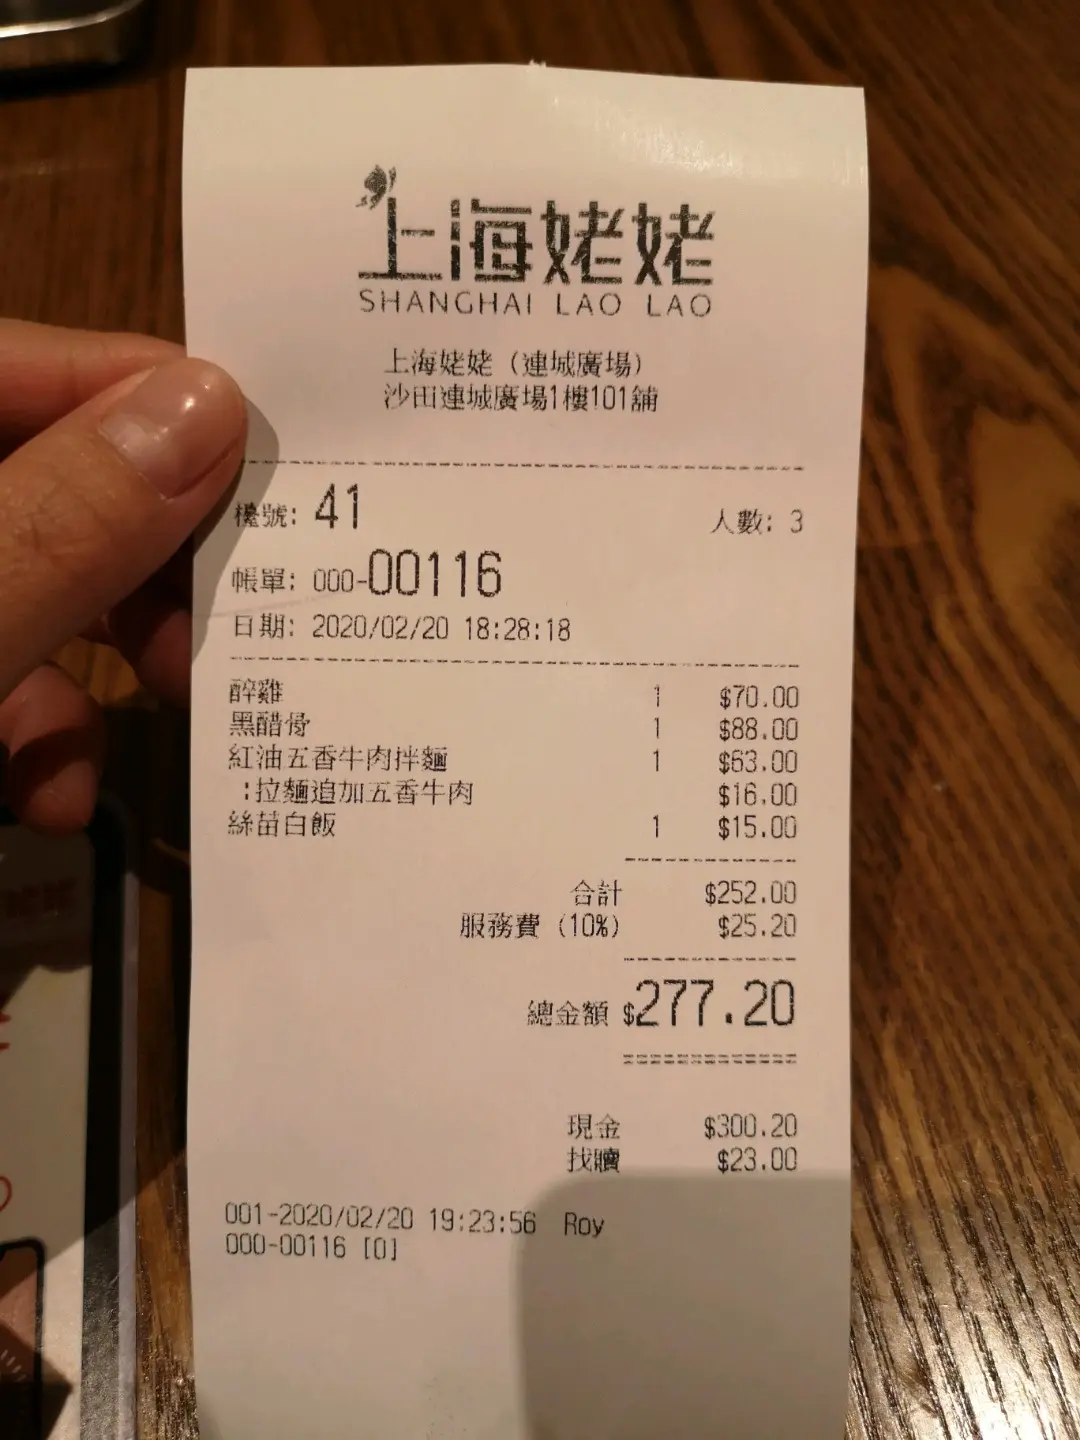 上海姥姥
SHANGHAI LAO LAO
上海姥姥 (連城廣場)
沙田連城廣場1樓101舖
檯號: 41 人數: 3
帳單: 000-00116
日期: 2020/02/20 18:28:18
醉雞 1 $70.00
黑醋骨 1 $88.00
紅油五香牛肉拌麵 1 $63.00
:拉麵追加五香牛肉 $16.00
絲苗白飯 1 $15.00
合計 $252.00
服務費 (10%) $25.20
總金額 $277.20
現金 $300.20
找贖 $23.00
001-2020/02/20 19:23:56 Roy
000-00116 [0]